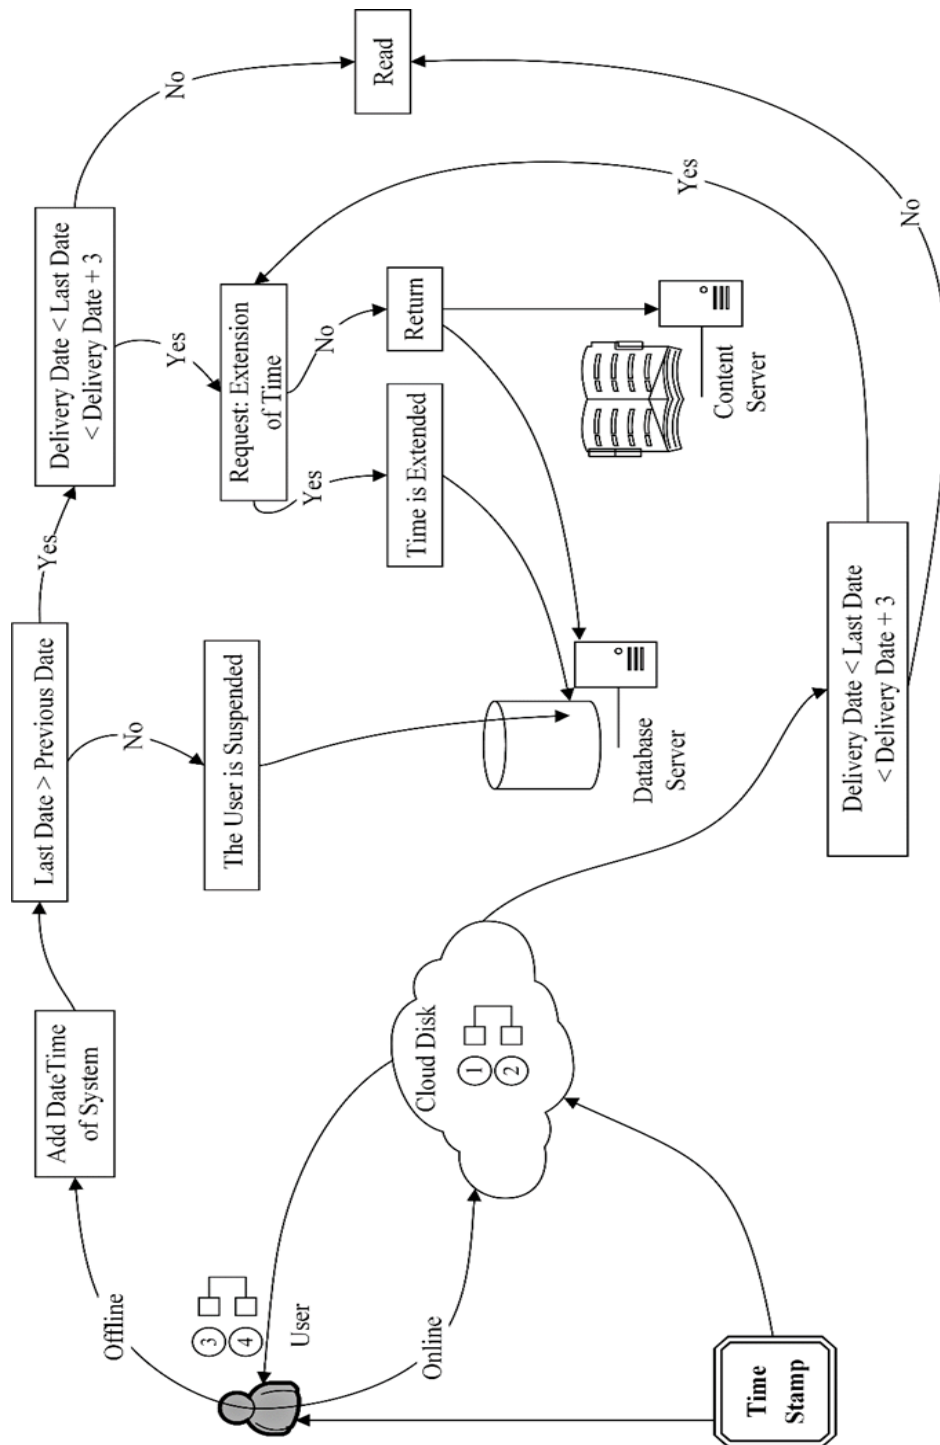 Offline
3
4
User
Online
Time
Stamp
Add DateTime
of System
Cloud Disk
1
2
Last Date > Previous Date
No
Yes
The User is Suspended
Database
Server
Delivery Date < Last Date
< Delivery Date + 3
Yes
No
Request: Extension
of Time
Yes
No
Time is Extended
Return
Content
Server
Read
Delivery Date < Last Date
< Delivery Date + 3
Yes
No